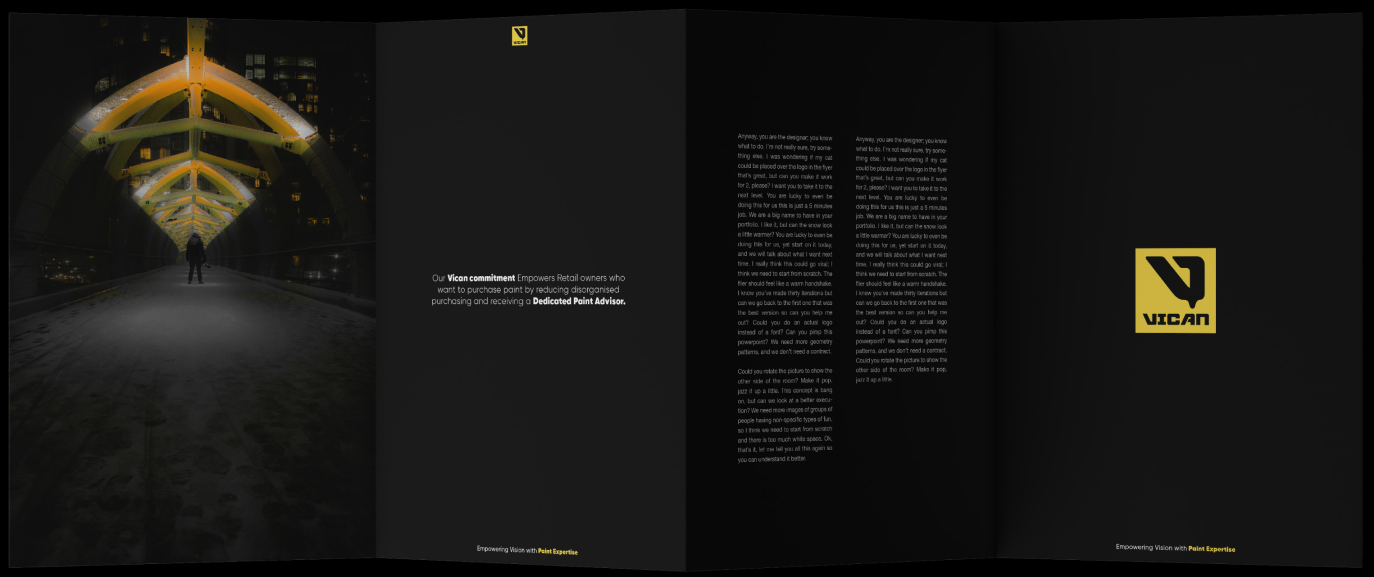 VICAN
Our Vican commitment Empowers Retail owners who
want to purchase paint by reducing disorganised
purchasing and receiving a Dedicated Paint Advisor.
Empowering Vision with Paint Expertise
Anyway, you are the designer; you know
what to do. I'm not really sure, try some-
thing else. I was wondering if my cat
could be placed over the logo in the flyer
that's great, but can you make it work
for 2, please? I want you to take it to the
next level. You are lucky to even be
doing this for us this is just a 5 minutes
job. We are a big name to have in your
portfolio. I like it, but can the snow look
a little warmer? You are lucky to even be
doing this for us, yet start on it today,
and we will talk about what I want next
time. I really think this could go viral. I
think we need to start from scratch. The
flier should feel like a warm handshake.
I know you've made thirty iterations but
can we go back to the first one that was
the best version so can you help me
out? Could you do an actual logo
instead of a font? Can you pimp this
powerpoint? We need more geometry
patterns, and we don't need a contract.
Could you rotate the picture to show the
other side of the room? Make it pop,
jazz it up a little. This concept is bang
on, but can we look at a better execu-
tion? We need more images of groups of
people having non-specific types of fun,
so I think we need to start from scratch
and there is too much white space. Ok,
that's it, let me tell you all this again so
you can understand it better.
Anyway, you are the designer; you know
what to do. I'm not really sure, try some-
thing else. I was wondering if my cat
could be placed over the logo in the flyer
that's great, but can you make it work
for 2, please? I want you to take it to the
next level. You are lucky to even be
doing this for us this is just a 5 minutes
job. We are a big name to have in your
portfolio. I like it, but can the snow look
a little warmer? You are lucky to even be
doing this for us, yet start on it today,
and we will talk about what I want next
time. I really think this could go viral. I
think we need to start from scratch. The
flier should feel like a warm handshake.
I know you've made thirty iterations but
can we go back to the first one that was
the best version so can you help me
out? Could you do an actual logo
instead of a font? Can you pimp this
powerpoint? We need more geometry
patterns, and we don't need a contract.
Could you rotate the picture to show the
other side of the room? Make it pop,
jazz it up a little.
VICAN
Empowering Vision with Paint Expertise